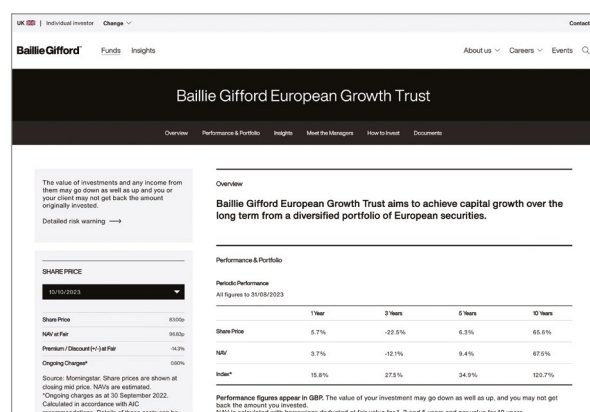 UK | Individual investor Change
Contact
Baillie Gifford Funds Insights
About us Careers Events
Baillie Gifford European Growth Trust
Overview Performance & Portfolio Insights Meet the Managers How to Invest Documents
The value of investments and any income from
them may go down as well as up and you or
your client may not get back the amount
originally invested.
Detailed risk warning →
SHARE PRICE
10/10/2023
Share Price 83.00p
NAV at Fair 96.80p
Premium / Discount (+/-) at Fair -14.3%
Ongoing Charges* 0.60%
Source: Morningstar. Share prices are shown at
closing mid price. NAVs are estimated.
*Ongoing charges as at 30 September 2022.
Calculated in accordance with AIC
Overview
Baillie Gifford European Growth Trust aims to achieve capital growth over the
long term from a diversified portfolio of European securities.
Performance & Portfolio
Periodic Performance
All figures to 31/08/2023
1 Year 3 Years 5 Years 10 Years
Share Price 5.7% -22.5% 6.3% 65.6%
NAV 3.7% -12.1% 9.4% 67.5%
Index* 15.8% 27.5% 34.9% 120.7%
Performance figures appear in GBP. The value of your investment may go down as well as up, and you may not get
back the amount you invested.